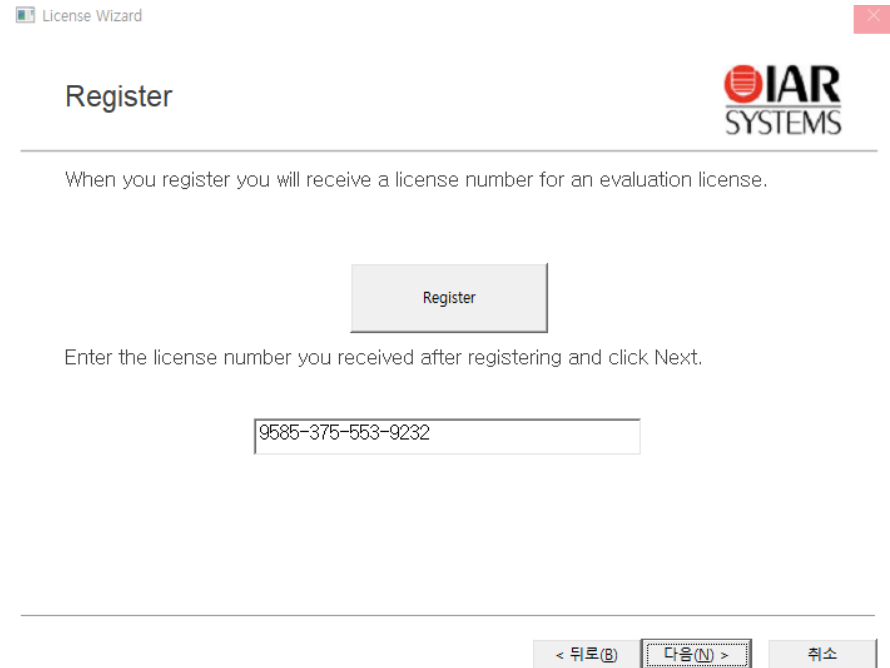 License Wizard
Register
IAR
SYSTEMS
When you register you will receive a license number for an evaluation license.
Register
Enter the license number you received after registering and click Next.
9585-375-553-9232
< 뒤로(B) 다음(N) > 취소